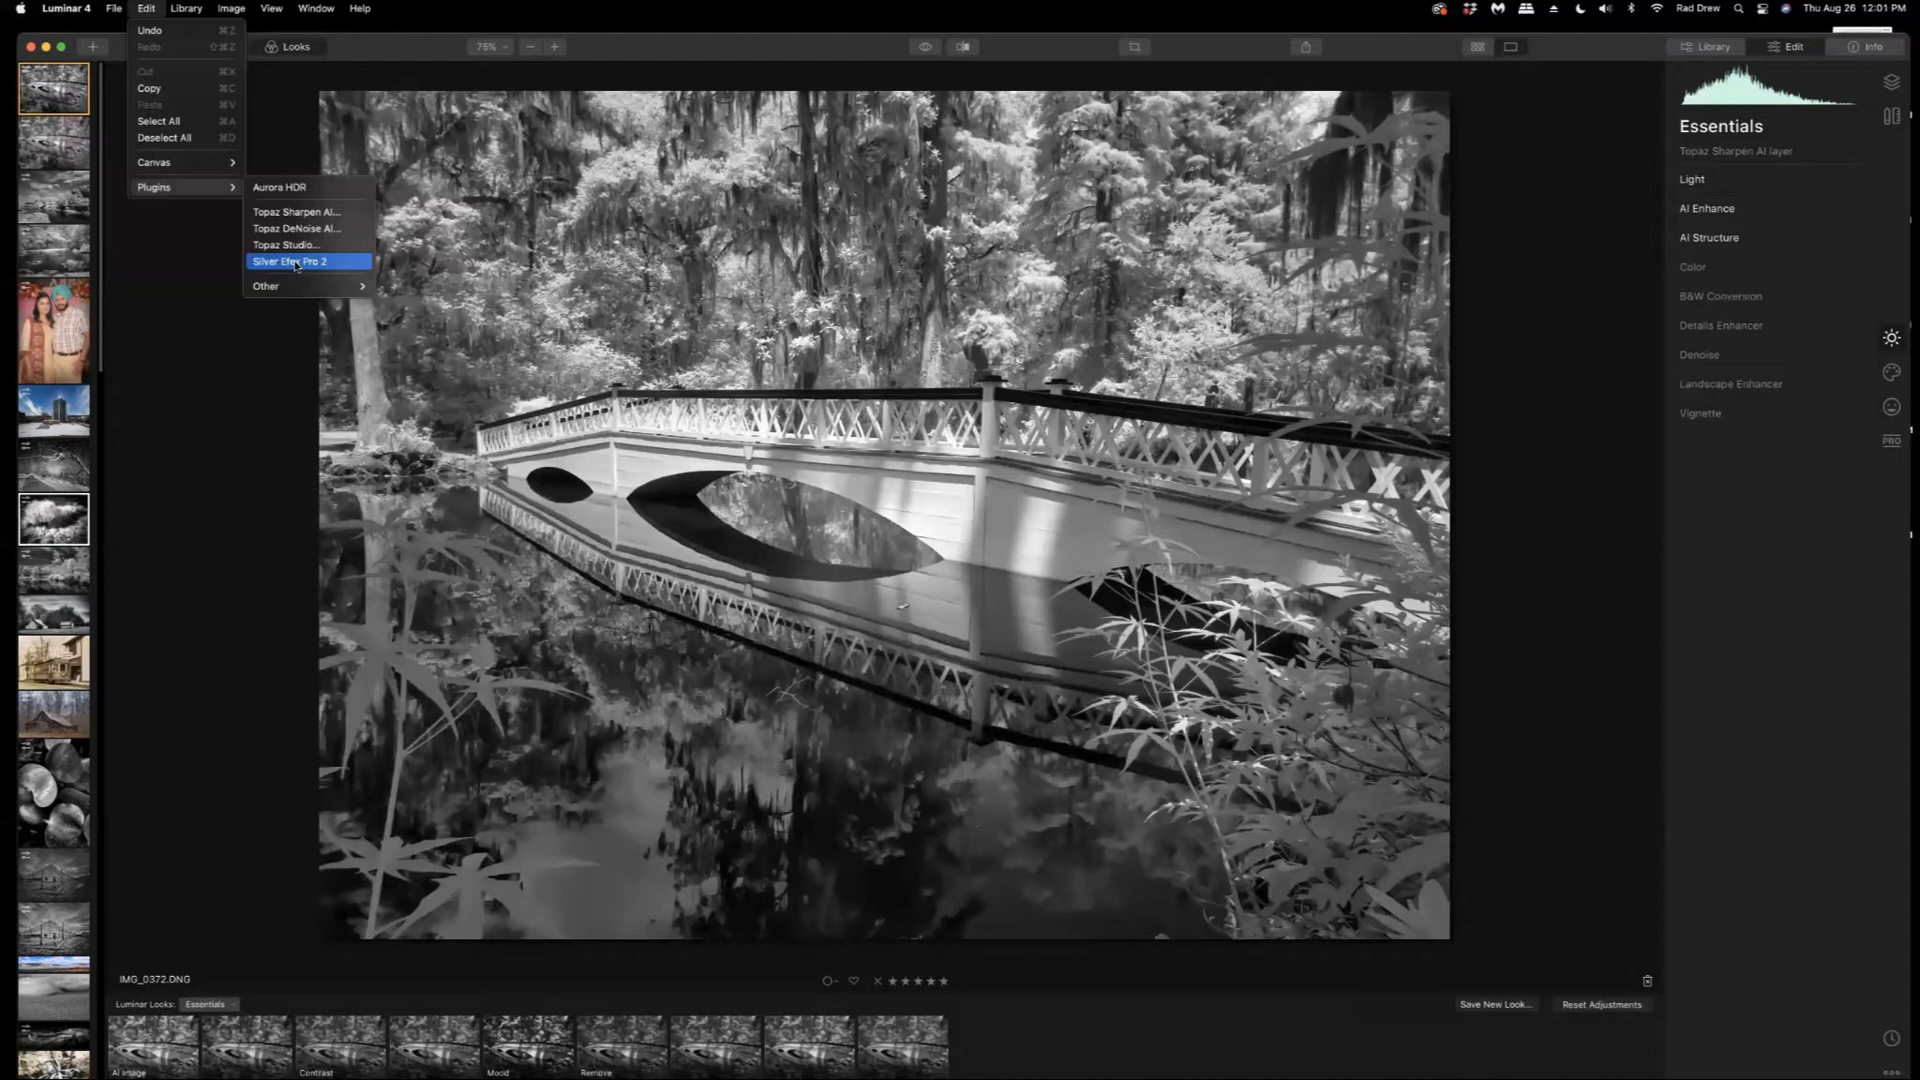 Luminar 4 File Edit Library Image View Window Help Rad Drew Thu Aug 26 12:01 PM
Undo ⌘Z
Redo ⇧⌘Z
Cut ⌘X
Copy ⌘C
Paste ⌘V
Select All ⌘A
Deselect All ⌘D
Canvas
Plugins
Aurora HDR
Topaz Sharpen AI...
Topaz DeNoise AI...
Topaz Studio...
Silver Efex Pro 2
Other
Looks
75%
Library
Edit
Info
Essentials
Topaz Sharpen AI layer
Light
AI Enhance
AI Structure
Color
B&W Conversion
Details Enhancer
Denoise
Landscape Enhancer
Vignette
PRO
IMG_0372.DNG
Luminar Looks: Essentials
Save New Look...
Reset Adjustments
AI Image
Contrast
Mood
Remove